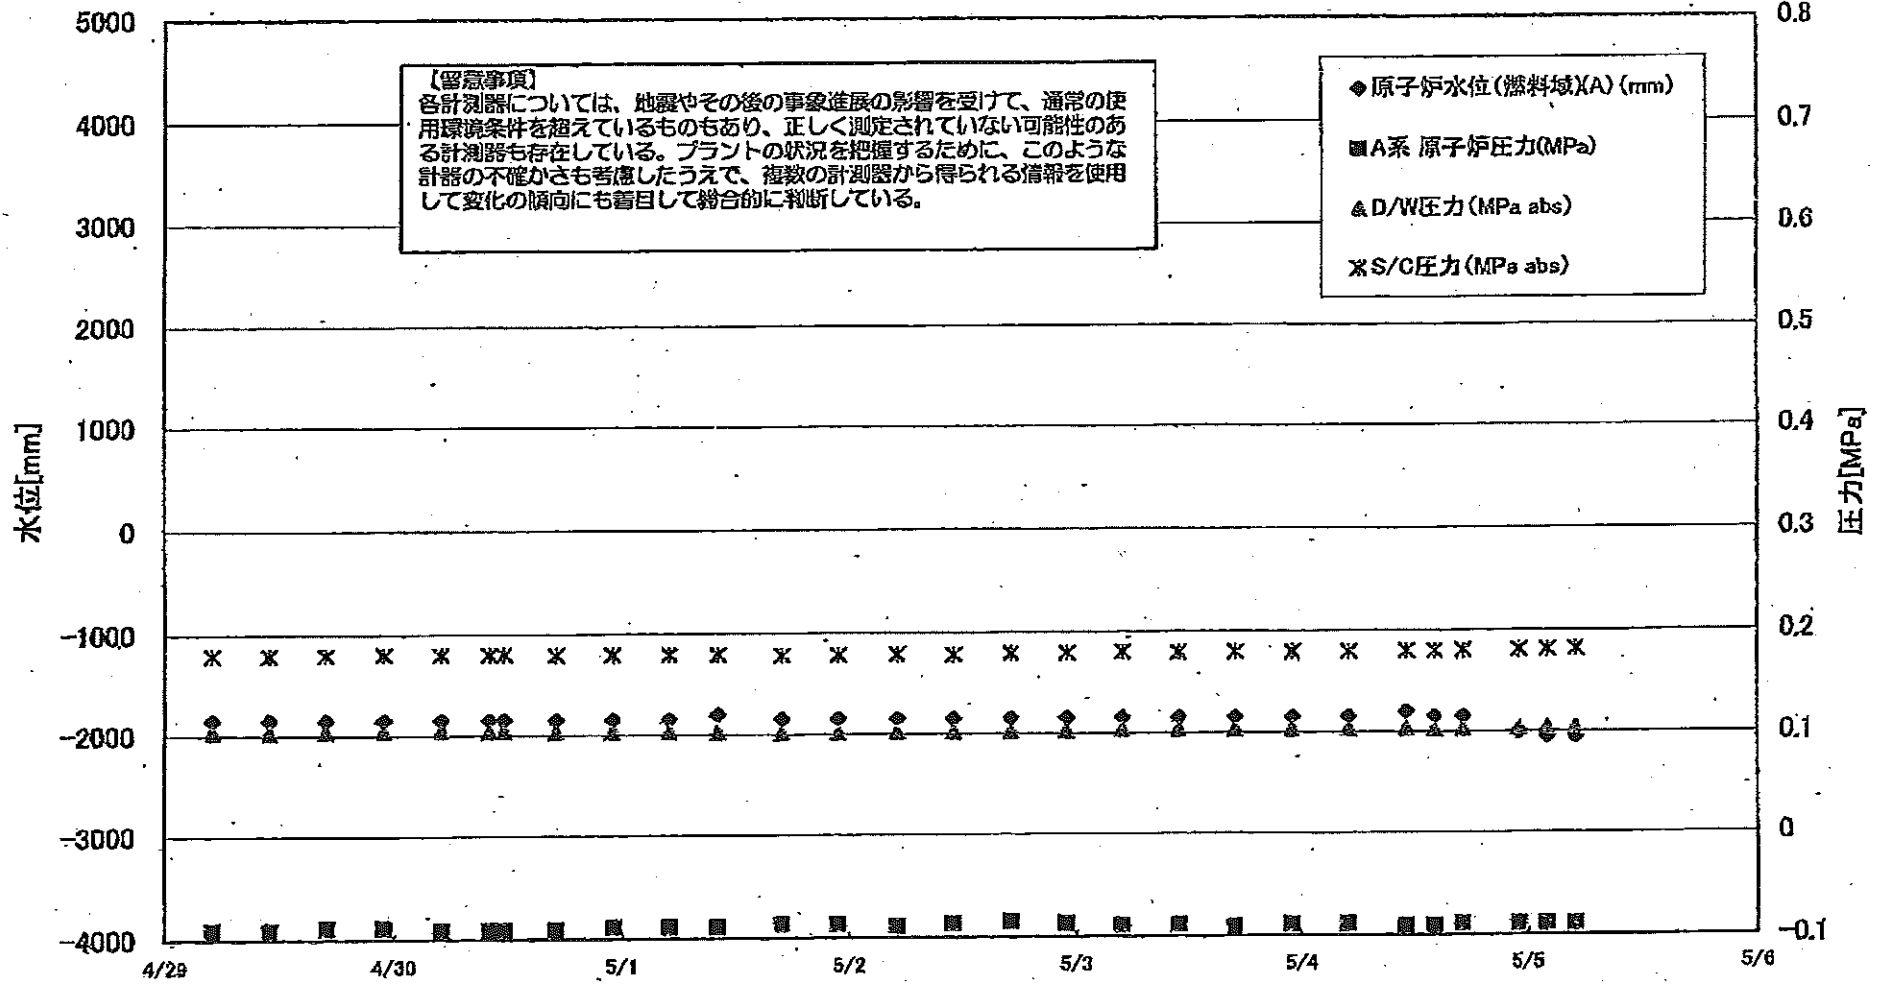 5000
4000
3000
2000
1000
0
-1000
-2000
-3000
-4000
水位[mm]
【留意事項】
各計測器については、地震やその後の事象進展の影響を受けて、通常の使
用環境条件を超えているものもあり、正しく測定されていない可能性のあ
る計測器も存在している。プラントの状況を把握するために、このような
計器の不確かさも考慮したうえで、複数の計測器から得られる情報を使用
して変化の傾向にも着目して総合的に判断している。
◆原子炉水位(燃料域)(A)(mm)
■A系 原子炉圧力(MPa)
▲D/W圧力(MPa abs)
S/C圧力(MPa abs)
0.8
0.7
0.6
0.5
0.4
0.3
0.2
0.1
0
-0.1
圧力[MPa]
4/29 4/30 5/1 5/2 5/3 5/4 5/5 5/6